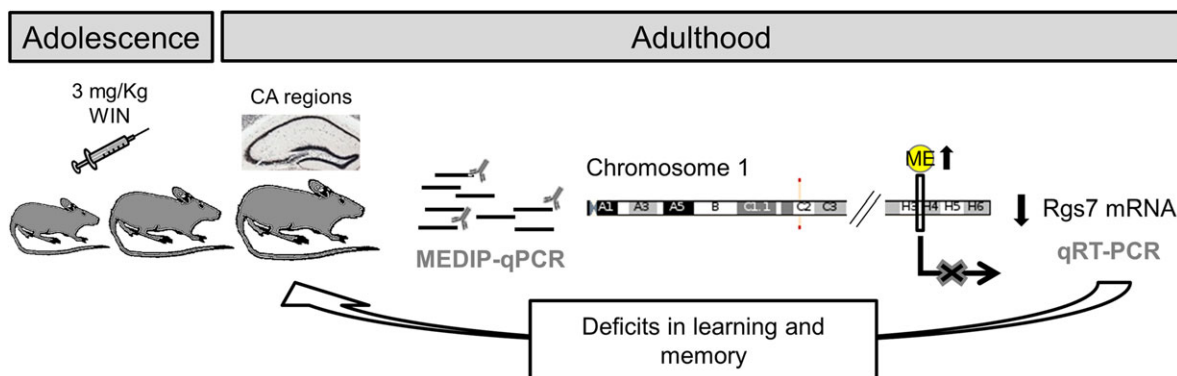 Adolescence
Adulthood
3 mg/Kg
WIN
CA regions
MEDIP-qPCR
Chromosome 1
A1 A3 A5 B C1.1 C2 C3
ME
H3 H4 H5 H6
Rgs7 mRNA
qRT-PCR
Deficits in learning and
memory